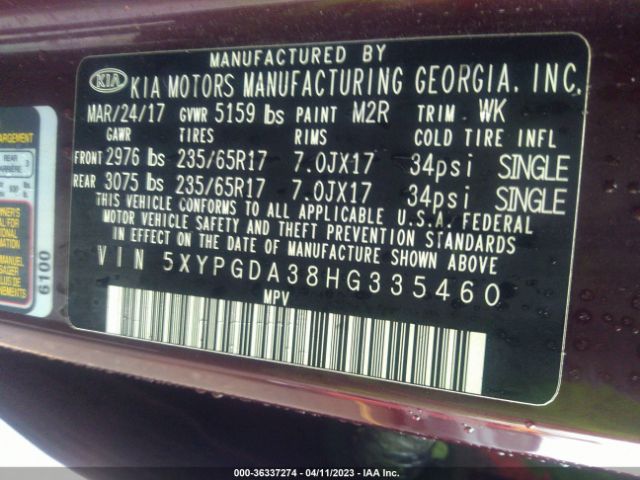 MANUFACTURED BY
KIA KIA MOTORS MANUFACTURING GEORGIA, INC.
MAR/24/17 GVWR 5159 lbs PAINT M2R TRIM WK
GAWR TIRES RIMS COLD TIRE INFL
FRONT 2976 lbs 235/65R17 7.0JX17 34psi SINGLE
REAR 3075 lbs 235/65R17 7.0JX17 34psi SINGLE
THIS VEHICLE CONFORMS TO ALL APPLICABLE U.S.A. FEDERAL
MOTOR VEHICLE SAFETY AND THEFT PREVENTION STANDARDS
IN EFFECT ON THE DATE OF MANUFACTURE SHOWN ABOVE.
VIN 5XYPGDA38HG335460
MPV
REAR
6100
000-36337274 - 04/11/2023 - IAA Inc.